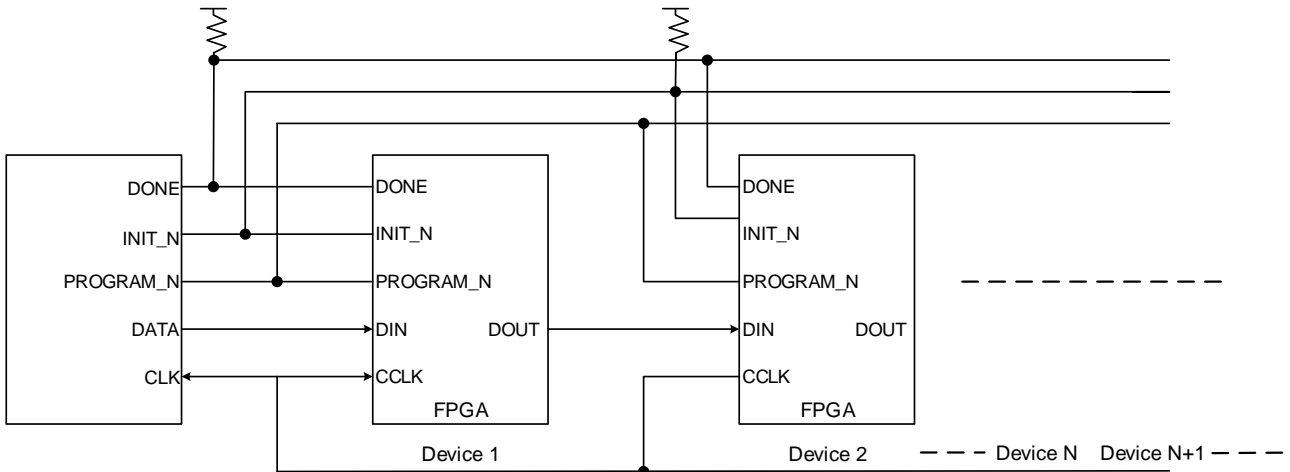 DONE
INIT_N
PROGRAM_N
DATA
CLK
DONE
INIT_N
PROGRAM_N
DIN
DOUT
CCLK
FPGA
Device 1
DONE
INIT_N
PROGRAM_N
DIN
DOUT
CCLK
FPGA
Device 2
Device N
Device N+1